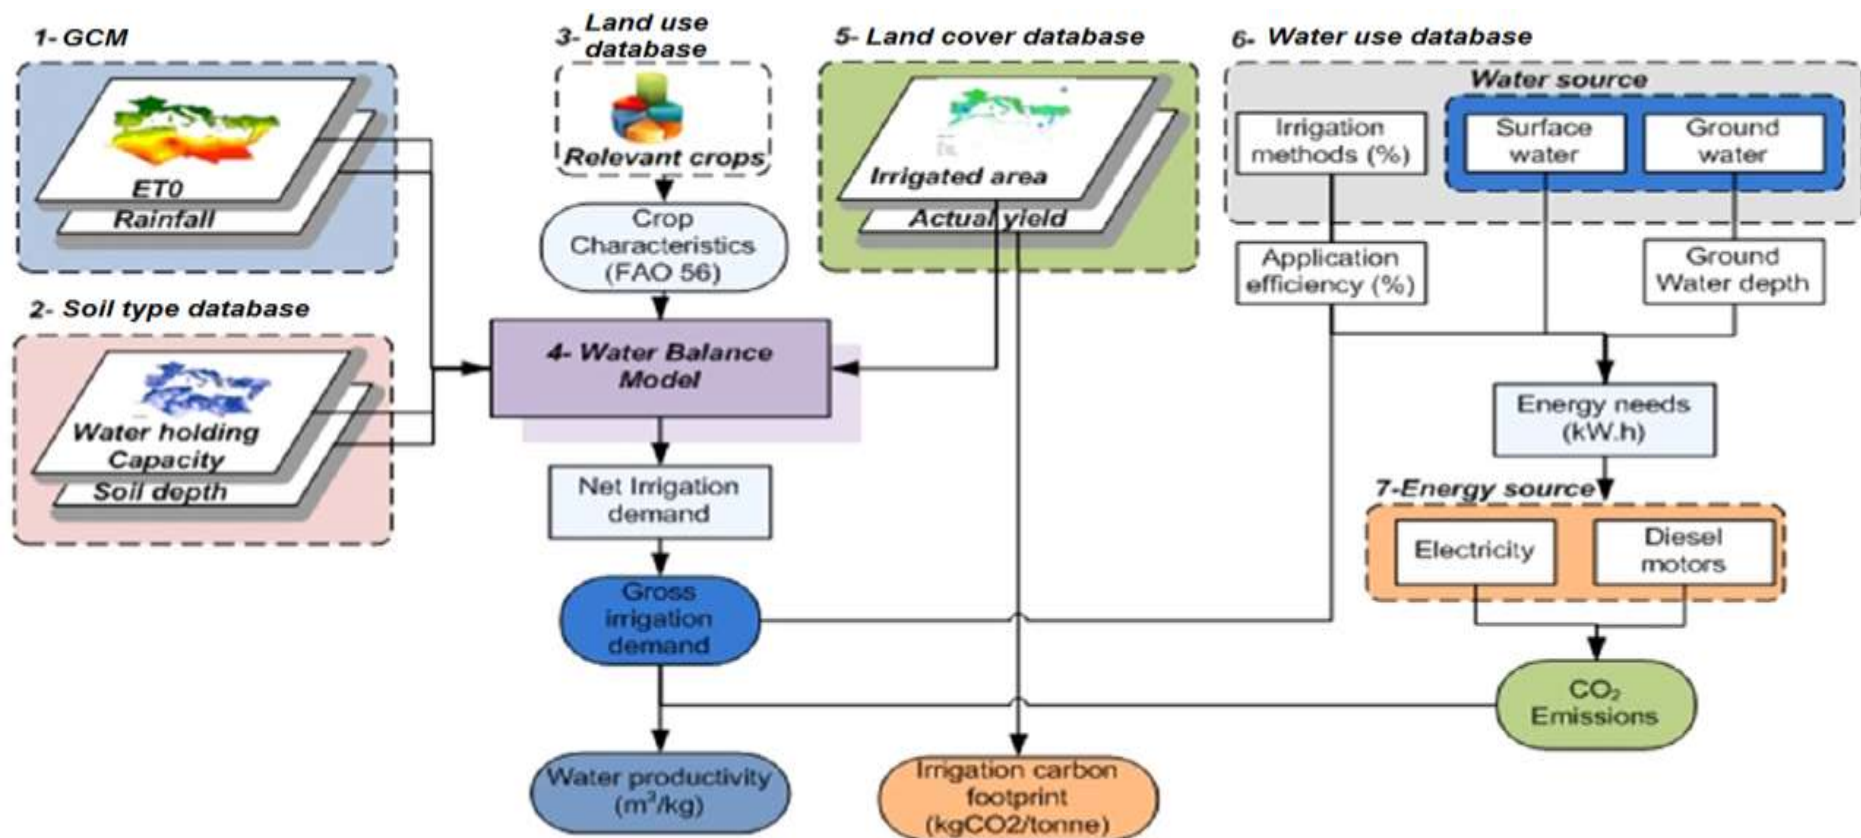 1- GCM
ET0
Rainfall
2- Soil type database
Water holding
Capacity
Soil depth
3- Land use
database
Relevant crops
Crop
Characteristics
(FAO 56)
4- Water Balance
Model
Net Irrigation
demand
Gross
irrigation
demand
Water productivity
(m³/kg)
5- Land cover database
Irrigated area
Actual yield
Irrigation carbon
footprint
(kgCO2/tonne)
6- Water use database
Water source
Irrigation
methods (%)
Surface
water
Ground
water
Application
efficiency (%)
Ground
Water depth
Energy needs
(kW.h)
7-Energy source
Electricity
Diesel
motors
CO₂
Emissions